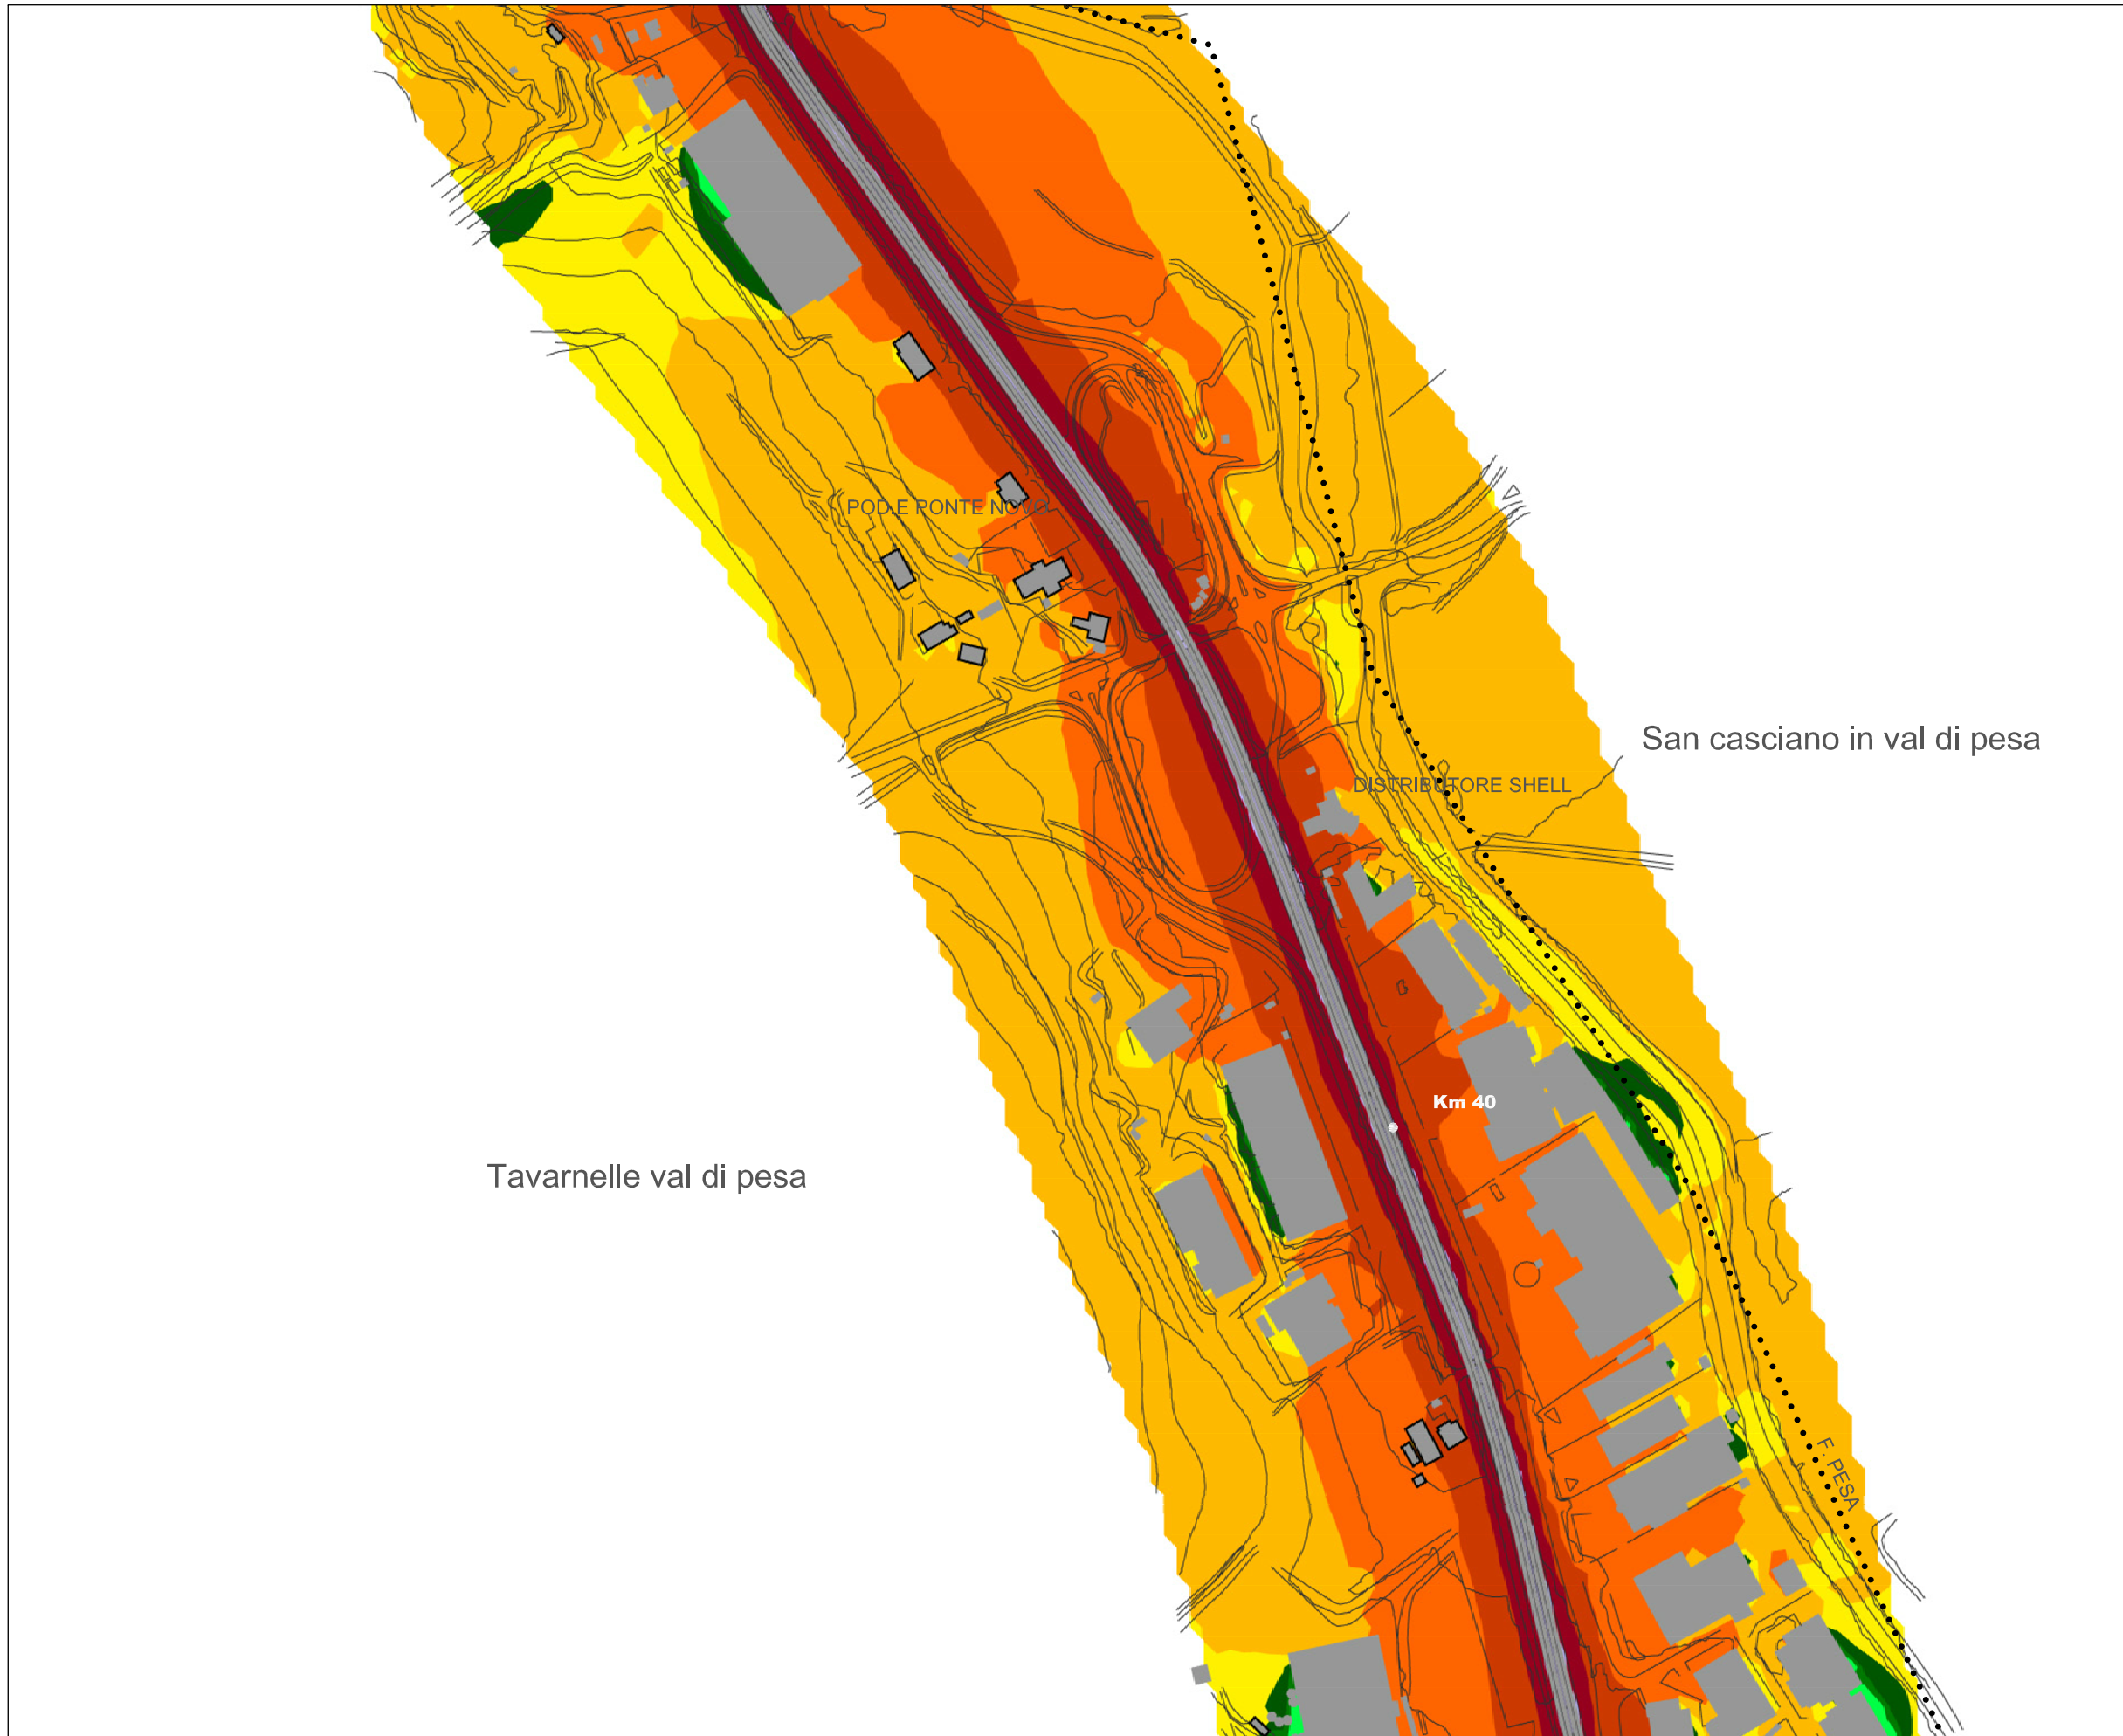 POD.E PONTE NOVO
San casciano in val di pesa
DISTRIBUTORE SHELL
Km 40
Tavarnelle val di pesa
F. PESA